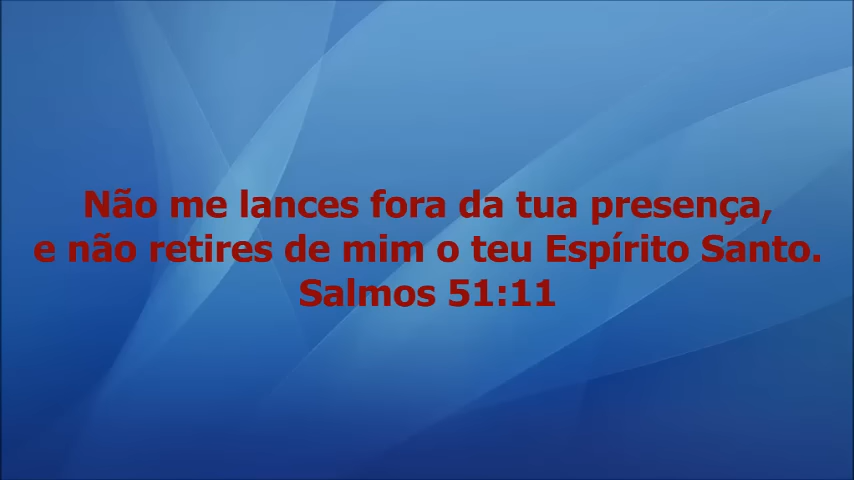 Não me lances fora da tua presença,
e não retires de mim o teu Espírito Santo.
Salmos 51:11